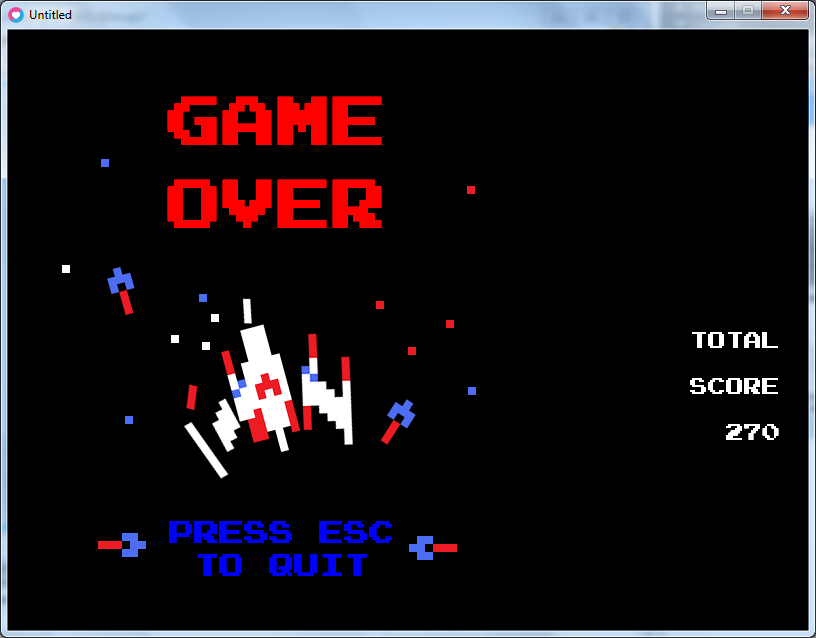 Untitled
GAME
OVER
TOTAL
SCORE
270
PRESS ESC
TO QUIT